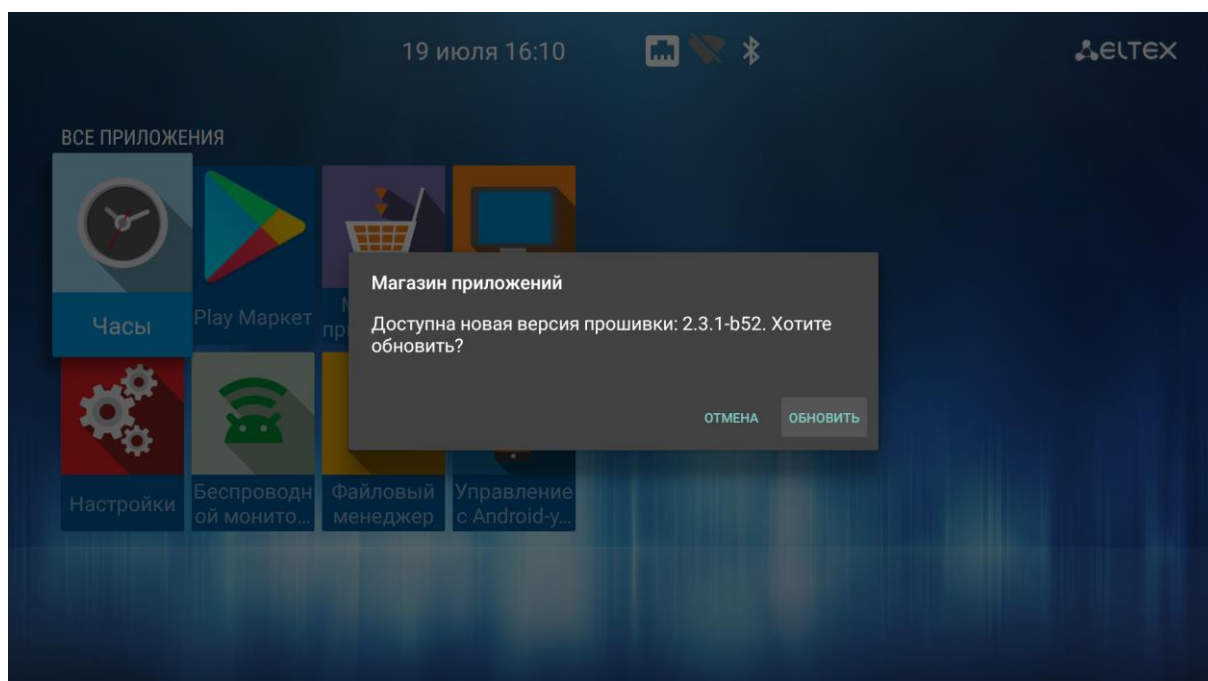 19 июля 16:10
ELTEX
ВСЕ ПРИЛОЖЕНИЯ
Часы
Play Маркет
Магазин приложений
Доступна новая версия прошивки: 2.3.1-b52. Хотите
обновить?
ОТМЕНА ОБНОВИТЬ
Настройки
Беспроводн
ой монито...
Файловый
менеджер
Управление
с Android-у...